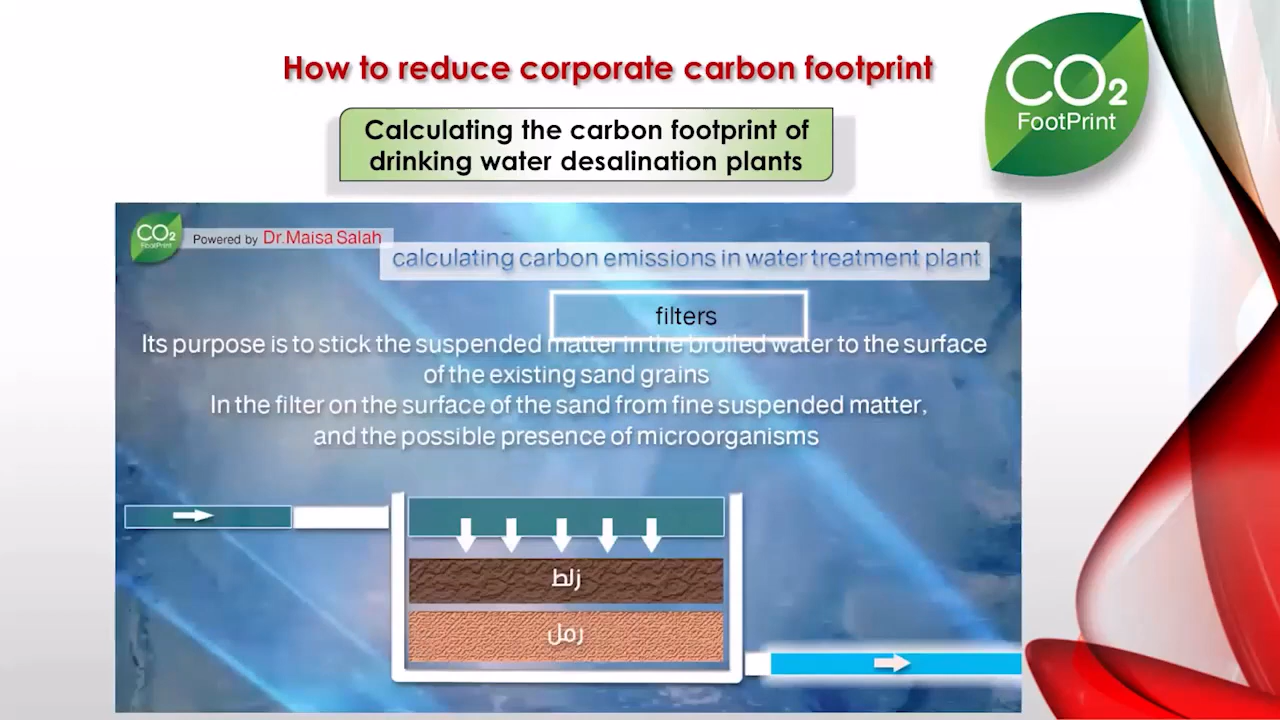 How to reduce corporate carbon footprint
CO2
FootPrint
Calculating the carbon footprint of
drinking water desalination plants
CO2
FootPrint
Powered by Dr.Maisa Salah
calculating carbon emissions in water treatment plant
filters
Its purpose is to stick the suspended matter in the broiled water to the surface
of the existing sand grains
In the filter on the surface of the sand from fine suspended matter,
and the possible presence of microorganisms
زلط
رمل